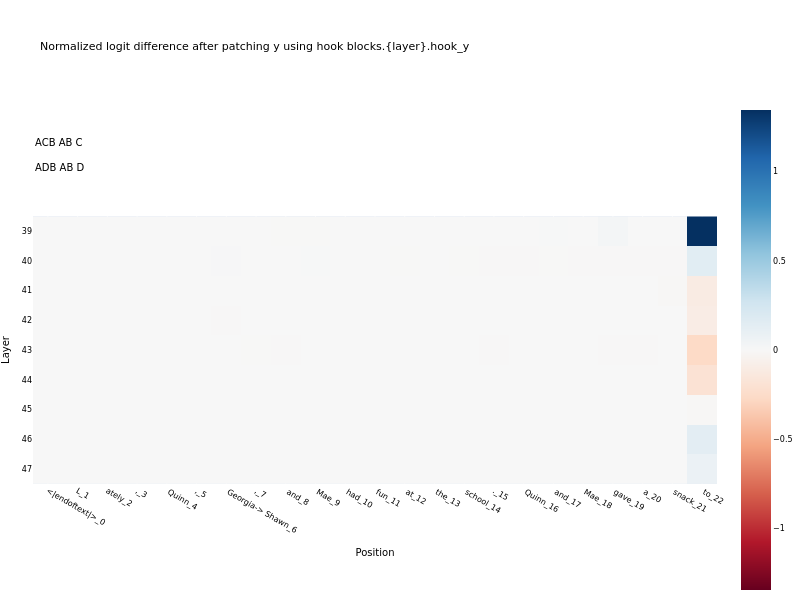 Normalized logit difference after patching y using hook blocks.{layer}.hook_y
ACB AB C
ADB AB D
1
0.5
0
−0.5
−1
Layer
39
40
41
42
43
44
45
46
47
<|endoftext|>_0
L_1
ately_2
,_3
Quinn_4
,_5
Georgia-> Shawn_6
,_7
and_8
Mae_9
had_10
fun_11
at_12
the_13
school_14
._15
Quinn_16
and_17
Mae_18
gave_19
a_20
snack_21
to_22
Position